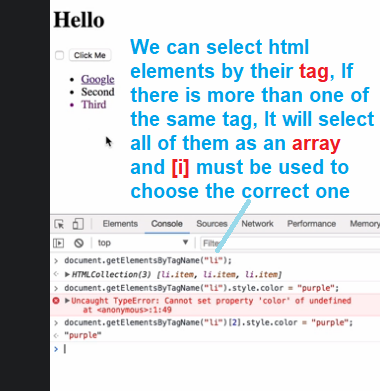 Hello
Click Me
• Google
• Second
• Third
We can select html
elements by their tag, If
there is more than one of
the same tag, It will select
all of them as an array
and [i] must be used to
choose the correct one
Elements Console Sources Network Performance Memory
top ▼ Filter
> document.getElementsByTagName("li");
< ▶ HTMLCollection(3) [li.item, li.item, li.item]
> document.getElementsByTagName("li").style.color = "purple";
▶ Uncaught TypeError: Cannot set property 'color' of undefined
at <anonymous>:1:49
> document.getElementsByTagName("li")[2].style.color = "purple";
< "purple"
>